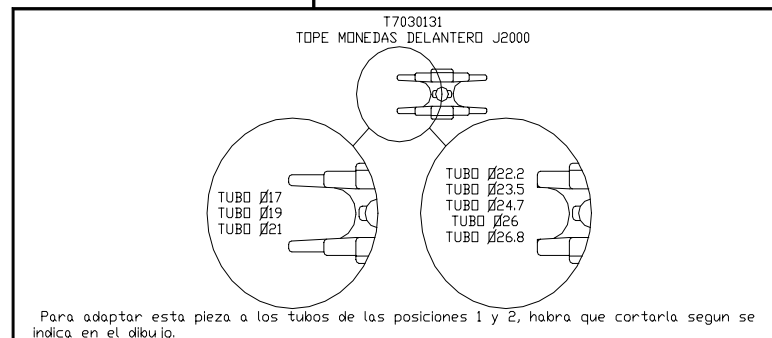 T7030131
TOPE MONEDAS DELANTERO J2000
TUBO Ø17
TUBO Ø19
TUBO Ø21
TUBO Ø22.2
TUBO Ø23.5
TUBO Ø24.7
TUBO Ø26
TUBO Ø26.8
Para adaptar esta pieza a los tubos de las posiciones 1 y 2, habra que cortarla segun se
indica en el dibujo.